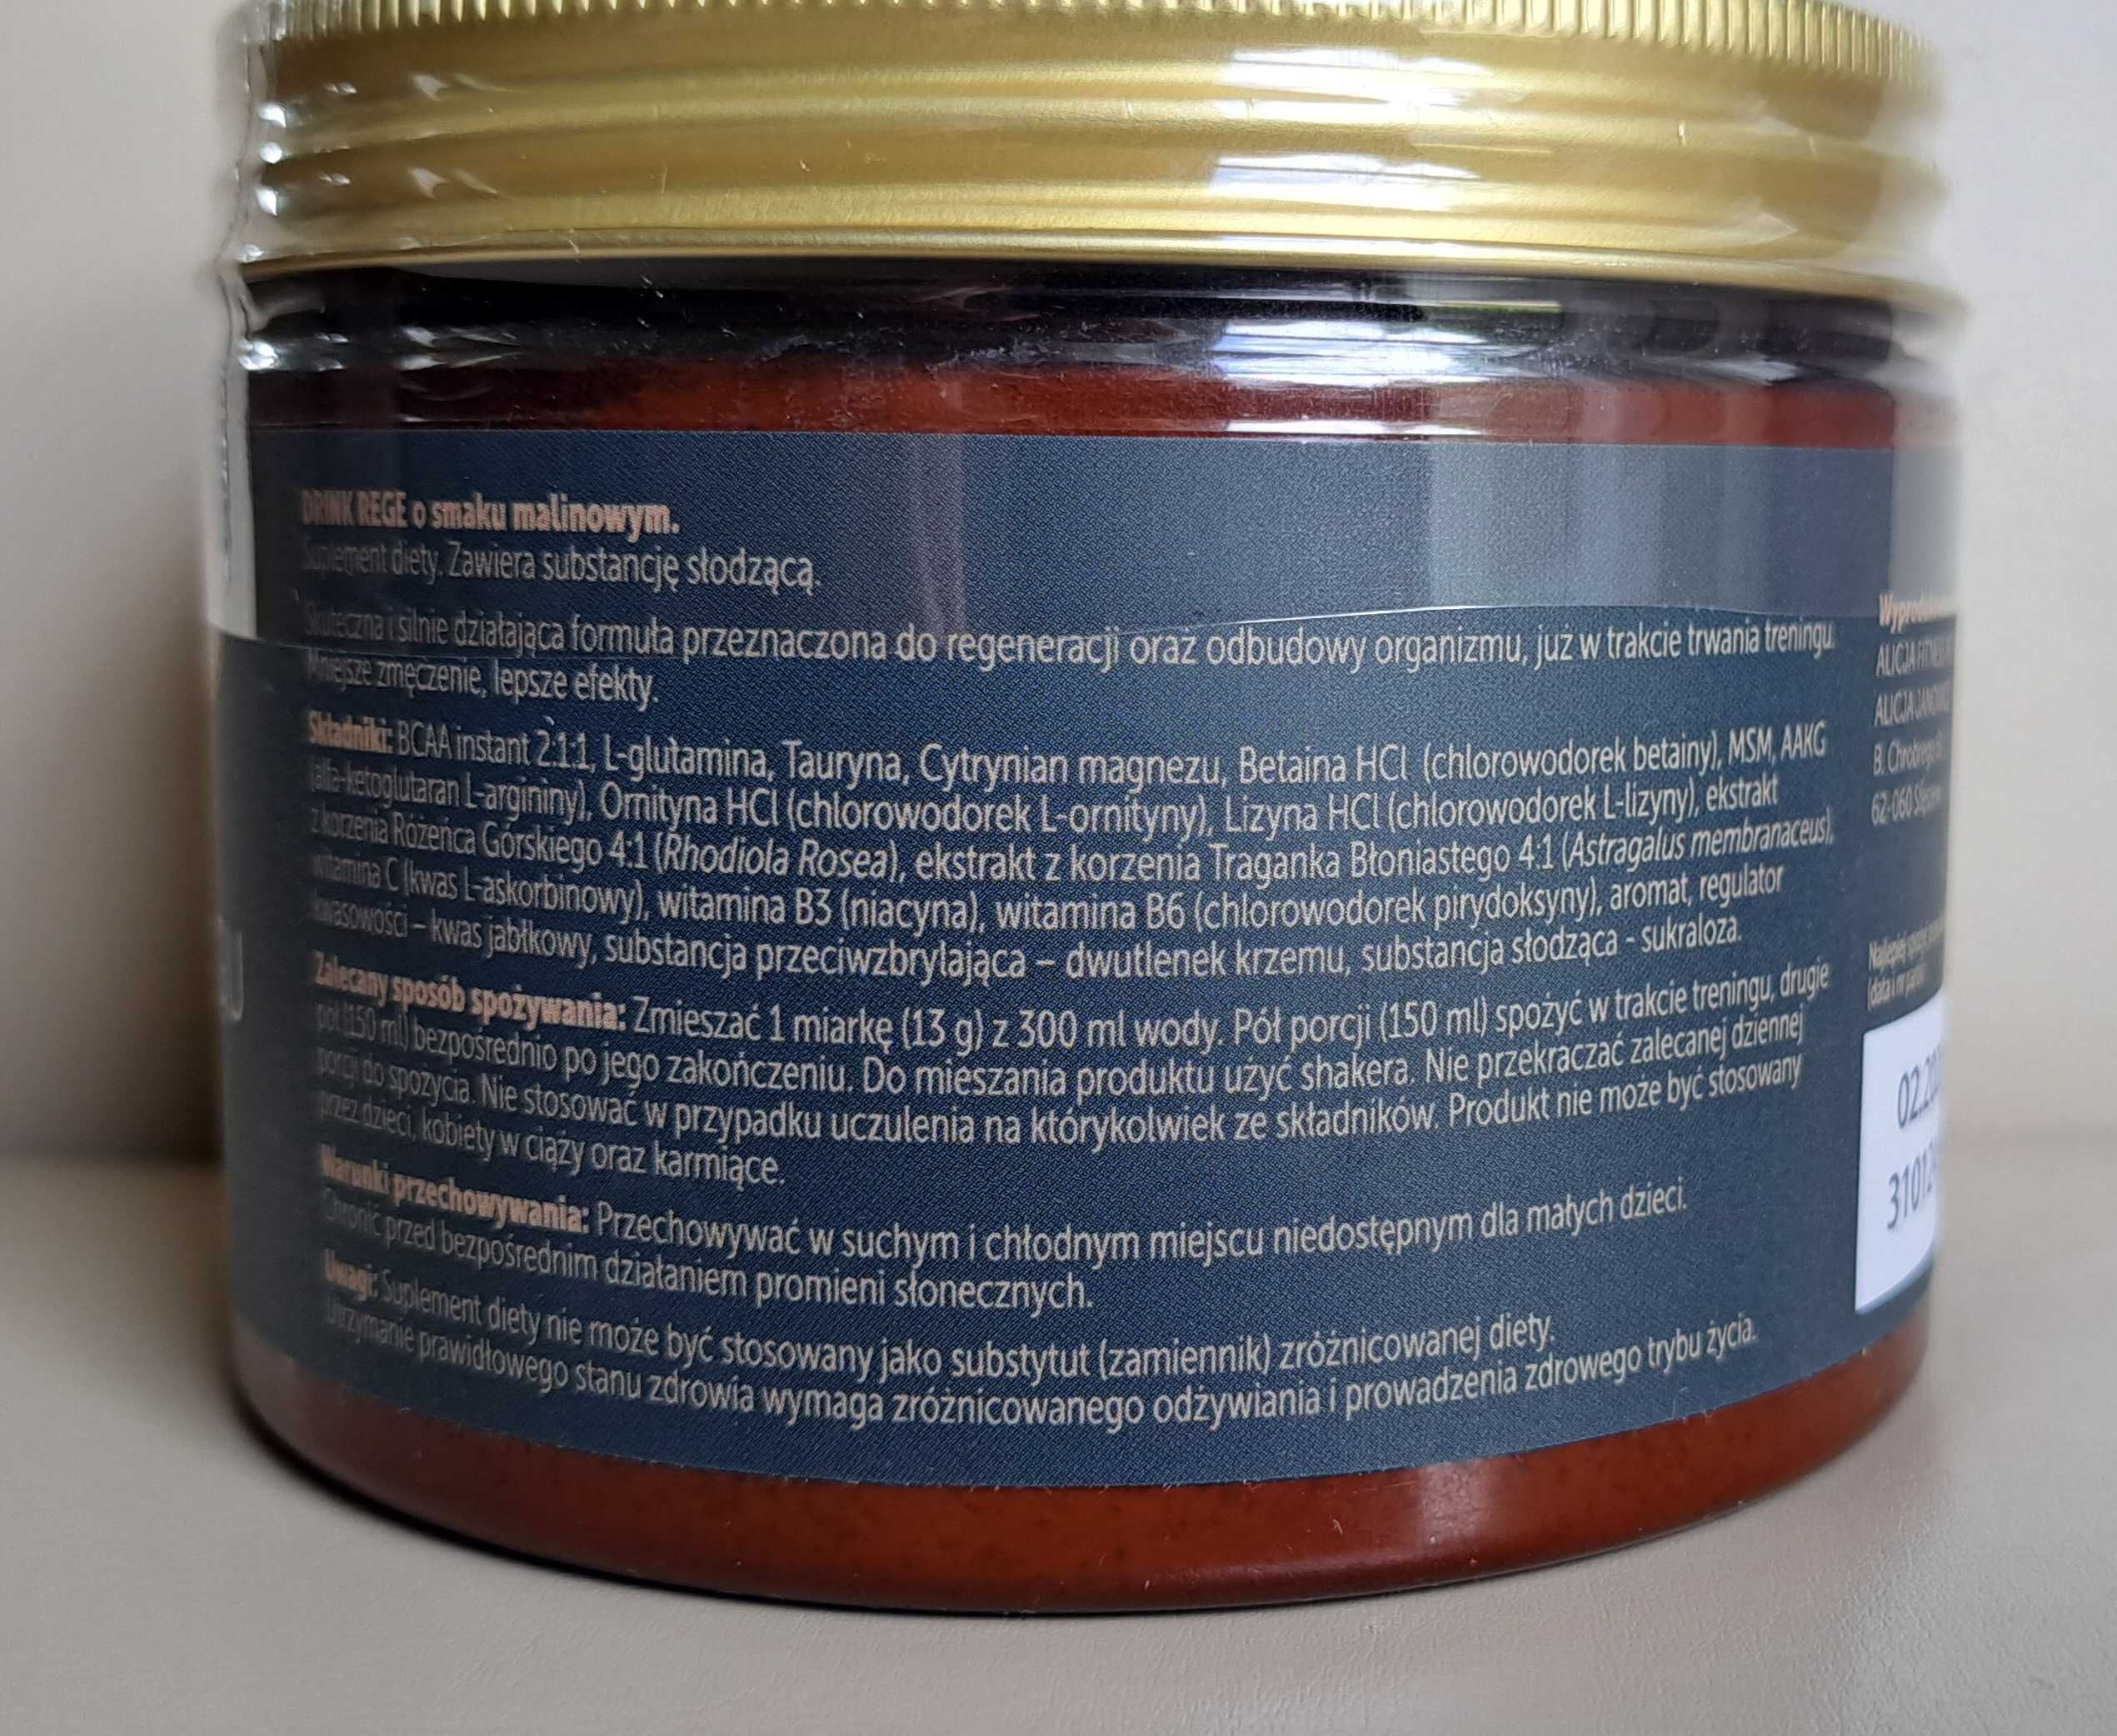 DRINK REGE o smaku malinowym.
Suplement diety. Zawiera substancję słodzącą.
Skuteczna i silnie działająca formuła przeznaczona do regeneracji oraz odbudowy organizmu, już w trakcie trwania treningu.
Mniejsze zmęczenie, lepsze efekty.
Składniki: BCAA instant 2:1:1, L-glutamina, Tauryna, Cytrynian magnezu, Betaina HCl (chlorowodorek betainy), MSM, AAKG
(alfa-ketoglutaran L-argininy), Ornityna HCl (chlorowodorek L-ornityny), Lizyna HCl (chlorowodorek L-lizyny), ekstrakt
z korzenia Różeńca Górskiego 4:1 (Rhodiola Rosea), ekstrakt z korzenia Traganka Błoniastego 4:1 (Astragalus membranaceus),
witamina C (kwas L-askorbinowy), witamina B3 (niacyna), witamina B6 (chlorowodorek pirydoksyny), aromat, regulator
kwasowości – kwas jabłkowy, substancja przeciwzbrylająca – dwutlenek krzemu, substancja słodząca - sukraloza.
Zalecany sposób spożywania: Zmieszać 1 miarkę (13 g) z 300 ml wody. Pół porcji (150 ml) spożyć w trakcie treningu, drugie
pół (150 ml) bezpośrednio po jego zakończeniu. Do mieszania produktu użyć shakera. Nie przekraczać zalecanej dziennej
porcji do spożycia. Nie stosować w przypadku uczulenia na którykolwiek ze składników. Produkt nie może być stosowany
przez dzieci, kobiety w ciąży oraz karmiące.
Warunki przechowywania: Przechowywać w suchym i chłodnym miejscu niedostępnym dla małych dzieci.
Chronić przed bezpośrednim działaniem promieni słonecznych.
Uwagi: Suplement diety nie może być stosowany jako substytut (zamiennik) zróżnicowanej diety.
Utrzymanie prawidłowego stanu zdrowia wymaga zróżnicowanego odżywiania i prowadzenia zdrowego trybu życia.
ALICJA
ALICJA
B. Chrobrego
62-060
Najlepiej
(data i nr